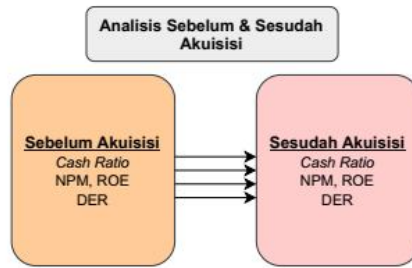 Analisis Sebelum & Sesudah
Akuisisi
Sebelum Akuisisi
Cash Ratio
NPM, ROE
DER
Sesudah Akuisisi
Cash Ratio
NPM, ROE
DER